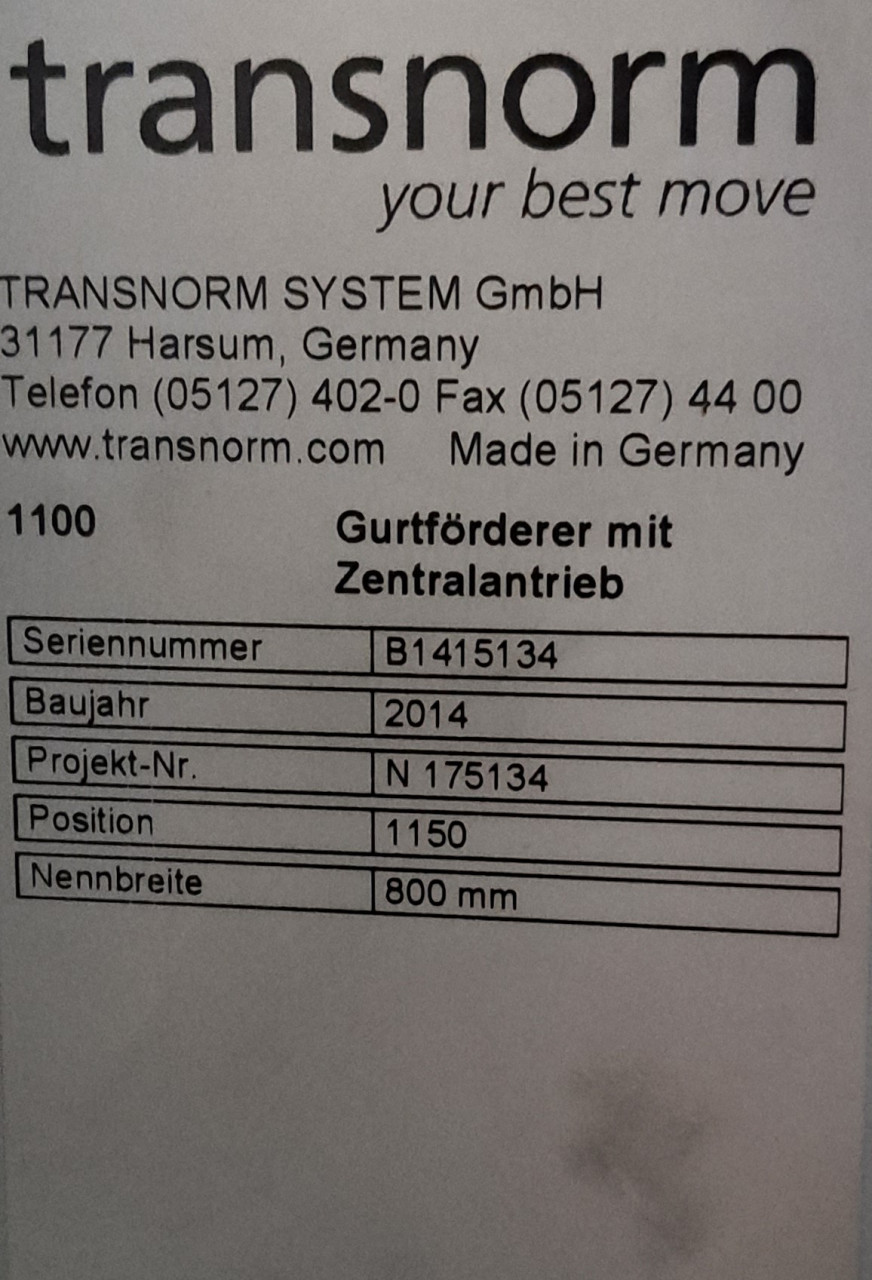 transnorm
your best move
TRANSNORM SYSTEM GmbH
31177 Harsum, Germany
Telefon (05127) 402-0 Fax (05127) 44 00
www.transnorm.com Made in Germany
1100 Gurtförderer mit
Zentralantrieb
Seriennummer B1415134
Baujahr 2014
Projekt-Nr. N 175134
Position 1150
Nennbreite 800 mm